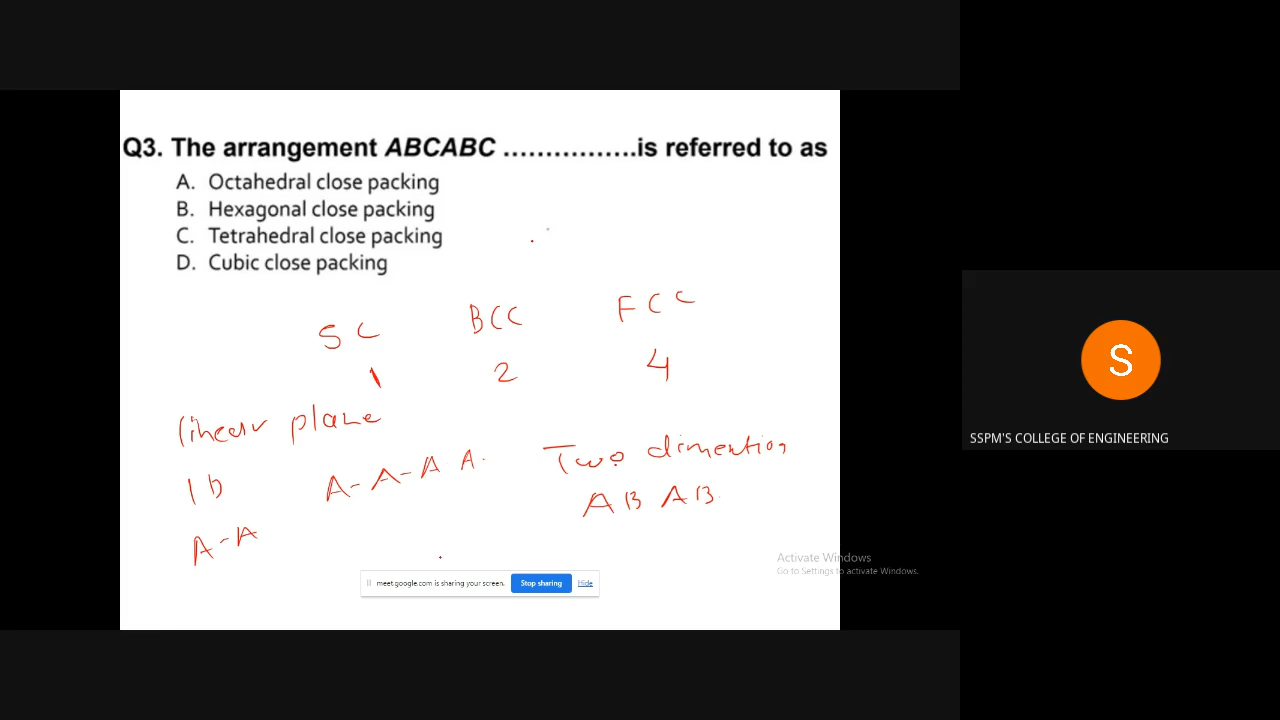 Q3. The arrangement ABCABC ................is referred to as
A. Octahedral close packing
B. Hexagonal close packing
C. Tetrahedral close packing
D. Cubic close packing
SC BCC FCC
1 2 4
linear plane
Two dimention
1D A-A-A A.
A B A B
A-A
Activate Windows
Go to Settings to activate Windows.
meet.google.com is sharing your screen. Stop sharing Hide
S
SSPM'S COLLEGE OF ENGINEERING